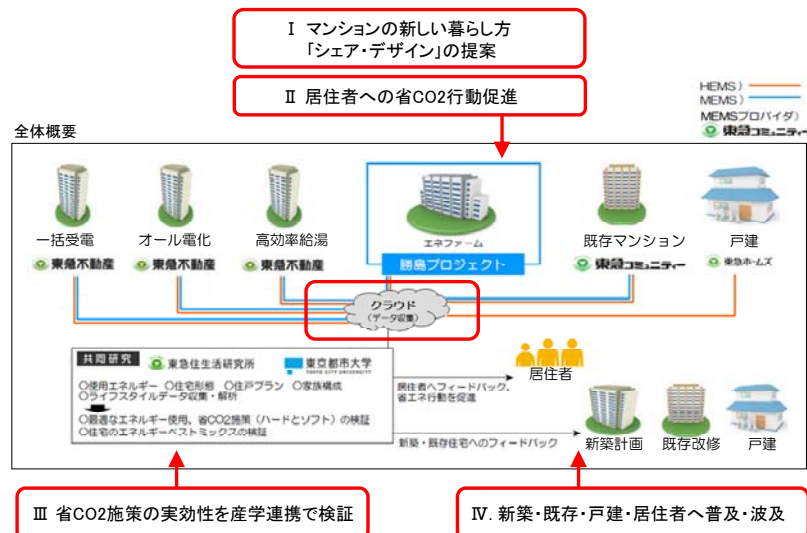 Ⅰ マンションの新しい暮らし方
「シェア・デザイン」の提案
Ⅱ 居住者への省CO2行動促進
HEMS）
MEMS）
MEMSプロバイダ）
東急コミュニティー
全体概要
一括受電
東急不動産
オール電化
東急不動産
高効率給湯
東急不動産
エネファーム
勝島プロジェクト
既存マンション
東急コミュニティー
戸建
東急ホームズ
クラウド
（データ収集）
共同研究
東急住生活研究所
東京都市大学
TOKYO CITY UNIVERSITY
○使用エネルギー ○住宅形態 ○住戸プラン ○家族構成
○ライフスタイルデータ収集・解析
○最適なエネルギー使用、省CO2施策（ハードとソフト）の検証
○住宅のエネルギーベストミックスの検証
居住者へフィードバック、
省エネ行動を促進
居住者
新築・既存住宅へのフィードバック
新築計画
既存改修
戸建
Ⅲ 省CO2施策の実効性を産学連携で検証
Ⅳ. 新築・既存・戸建・居住者へ普及・波及